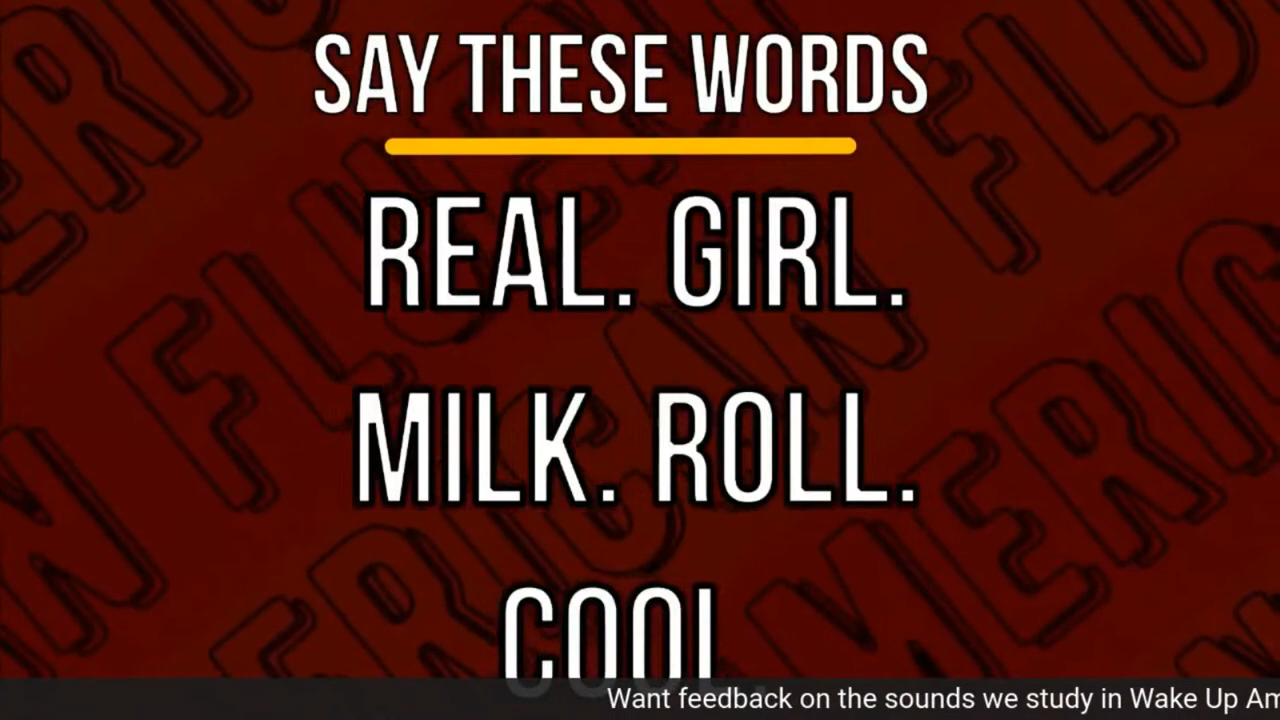 SAY THESE WORDS
REAL. GIRL.
MILK. ROLL.
COOL.
Want feedback on the sounds we study in Wake Up Am